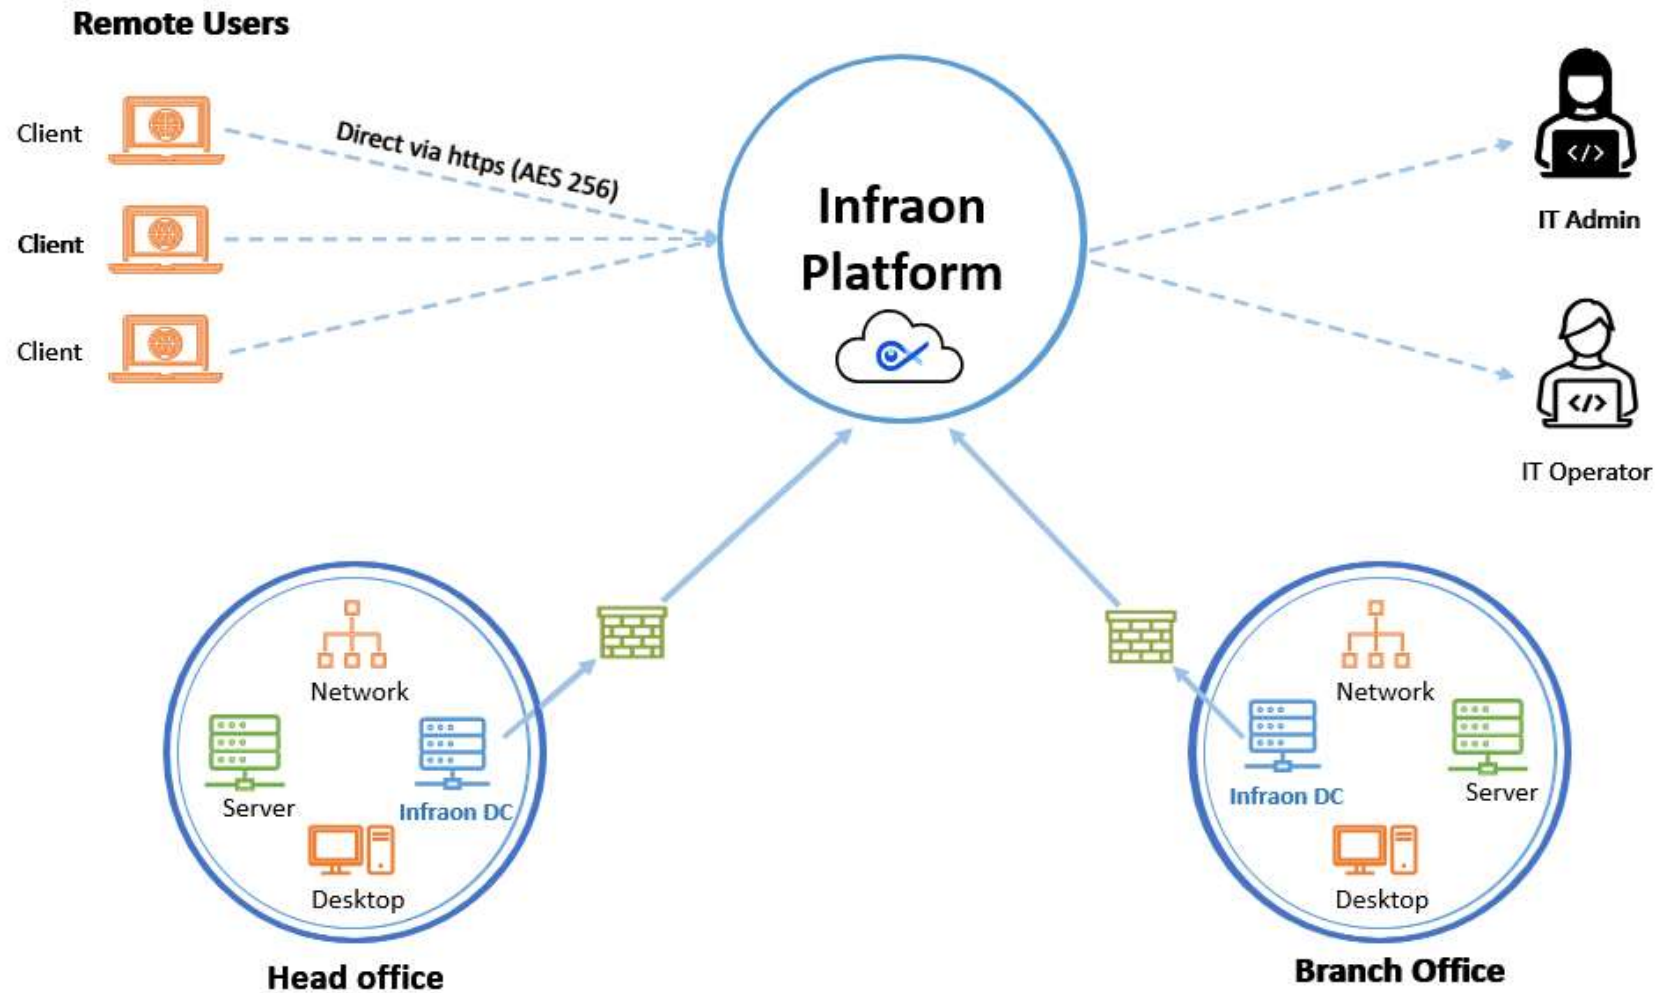 Remote Users
Client
Direct via https (AES 256)
Client
Client
Infraon
Platform
</>
IT Admin
</>
IT Operator
Network
Server
Infraon DC
Desktop
Head office
Network
Infraon DC
Server
Desktop
Branch Office